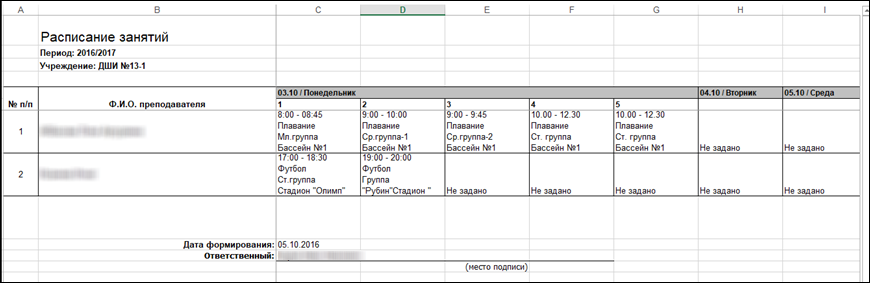 A B C D E F G H I
Расписание занятий
Период: 2016/2017
Учреждение: ДШИ №13-1
03.10 / Понедельник 04.10 / Вторник 05.10 / Среда
№ п/п Ф.И.О. преподавателя 1 2 3 4 5
8:00 - 08:45 9:00 - 10:00 9:00 - 9:45 10.00 - 12.30 10.00 - 12.30
Плавание Плавание Плавание Плавание Плавание
1 Мл.группа Ср.группа-1 Ср.группа-2 Ст. группа Ст. группа
Бассейн №1 Бассейн №1 Бассейн №1 Бассейн №1 Бассейн №1 Не задано Не задано
17:00 - 18:30 19:00 - 20:00
Футбол Футбол
2 Ст.группа Группа
Стадион "Олимп" "Рубин"Стадион " Не задано Не задано Не задано Не задано Не задано
Дата формирования: 05.10.2016
Ответственный:
(место подписи)